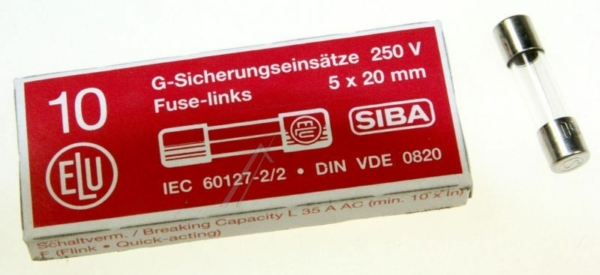 10
G-Sicherungseinsätze 250 V
Fuse-links 5 x 20 mm
ELU
SIBA
IEC 60127-2/2 • DIN VDE 0820
Schaltverm. / Breaking Capacity L 35 A AC (min. 10 x In)
F (Flink • Quick-acting)